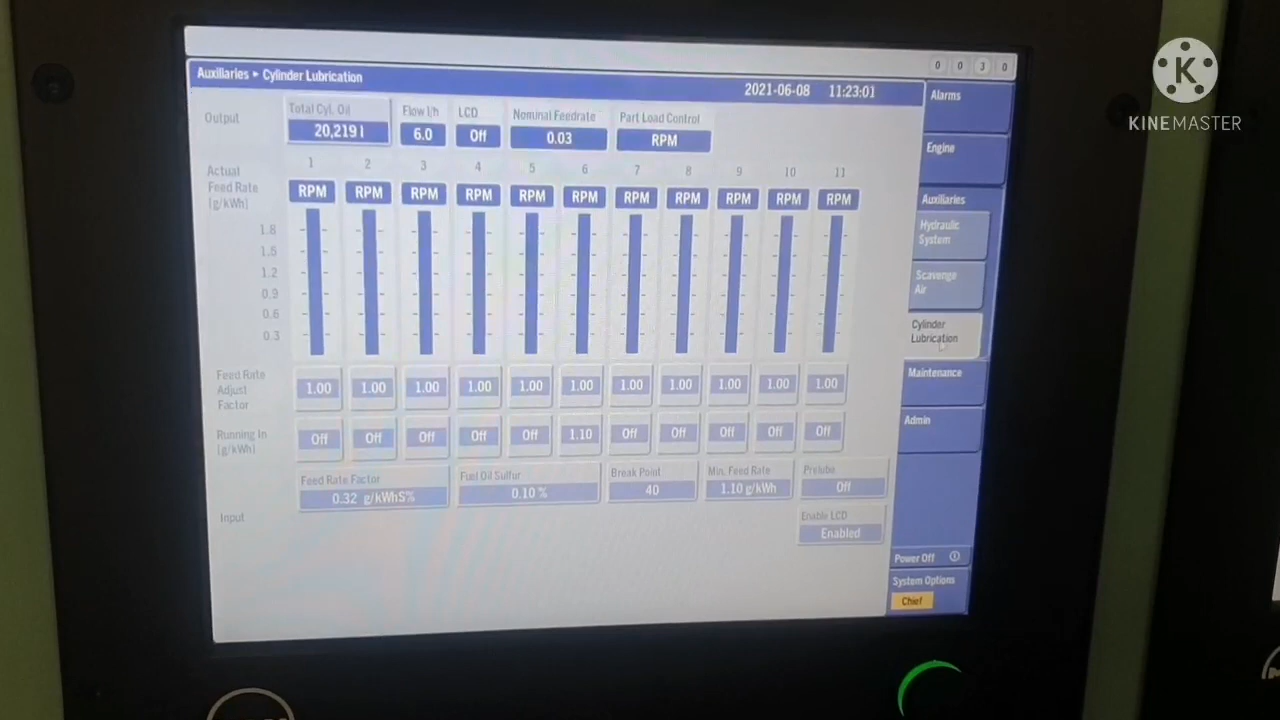 0 0 3 0
Auxiliaries ▸ Cylinder Lubrication
2021-06-08 11:23:01
Output
Total Cyl. Oil Flow l/h LCD Nominal Feedrate Part Load Control
20,219 l 6.0 Off 0.03 RPM
Actual
Feed Rate
(g/kWh)
1 2 3 4 5 6 7 8 9 10 11
RPM RPM RPM RPM RPM RPM RPM RPM RPM RPM RPM
1.8
1.5
1.2
0.9
0.6
0.3
Feed Rate
Adjust
Factor
1.00 1.00 1.00 1.00 1.00 1.00 1.00 1.00 1.00 1.00 1.00
Running In
(g/kWh)
Off Off Off Off Off 1.10 Off Off Off Off Off
Feed Rate Factor Fuel Oil Sulfur Break Point Min. Feed Rate Prelube
0.32 g/kWhS% 0.10 % 40 1.10 g/kWh Off
Input
Enable LCD
Enabled
Alarms
Engine
Auxiliaries
Hydraulic
System
Scavenge
Air
Cylinder
Lubrication
Maintenance
Admin
Power Off
System Options
Chief
K
KINEMASTER